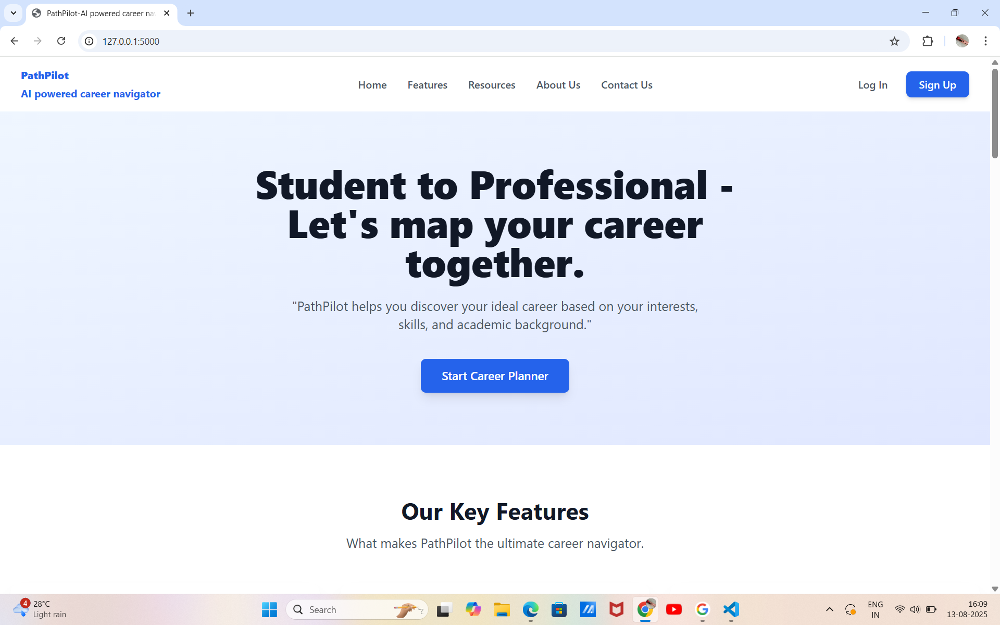 PathPilot-AI powered career na
127.0.0.1:5000
PathPilot
AI powered career navigator
Home
Features
Resources
About Us
Contact Us
Log In
Sign Up
Student to Professional -
Let's map your career
together.
"PathPilot helps you discover your ideal career based on your interests,
skills, and academic background."
Start Career Planner
Our Key Features
What makes PathPilot the ultimate career navigator.
4
28°C
Light rain
Search
ENG
IN
16:09
13-08-2025